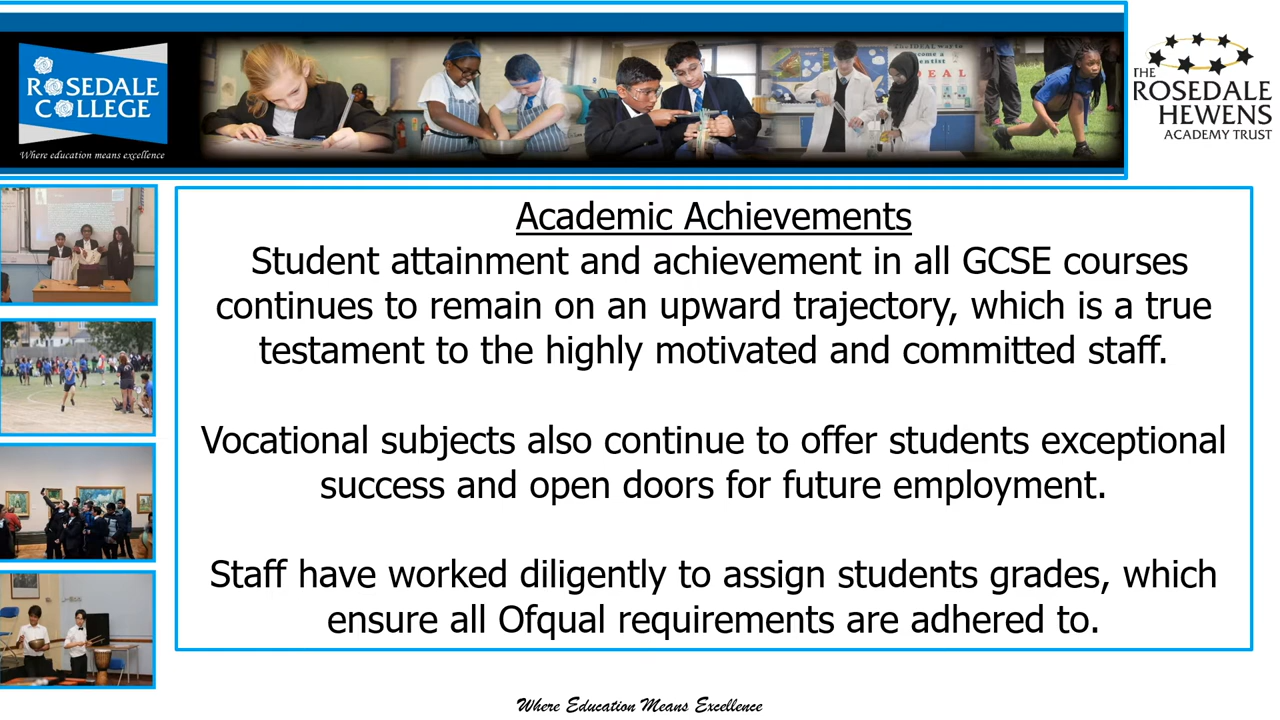 ROSEDALE
COLLEGE
Where education means excellence
THE
ROSEDALE
HEWENS
ACADEMY TRUST
Academic Achievements
Student attainment and achievement in all GCSE courses
continues to remain on an upward trajectory, which is a true
testament to the highly motivated and committed staff.
Vocational subjects also continue to offer students exceptional
success and open doors for future employment.
Staff have worked diligently to assign students grades, which
ensure all Ofqual requirements are adhered to.
Where Education Means Excellence